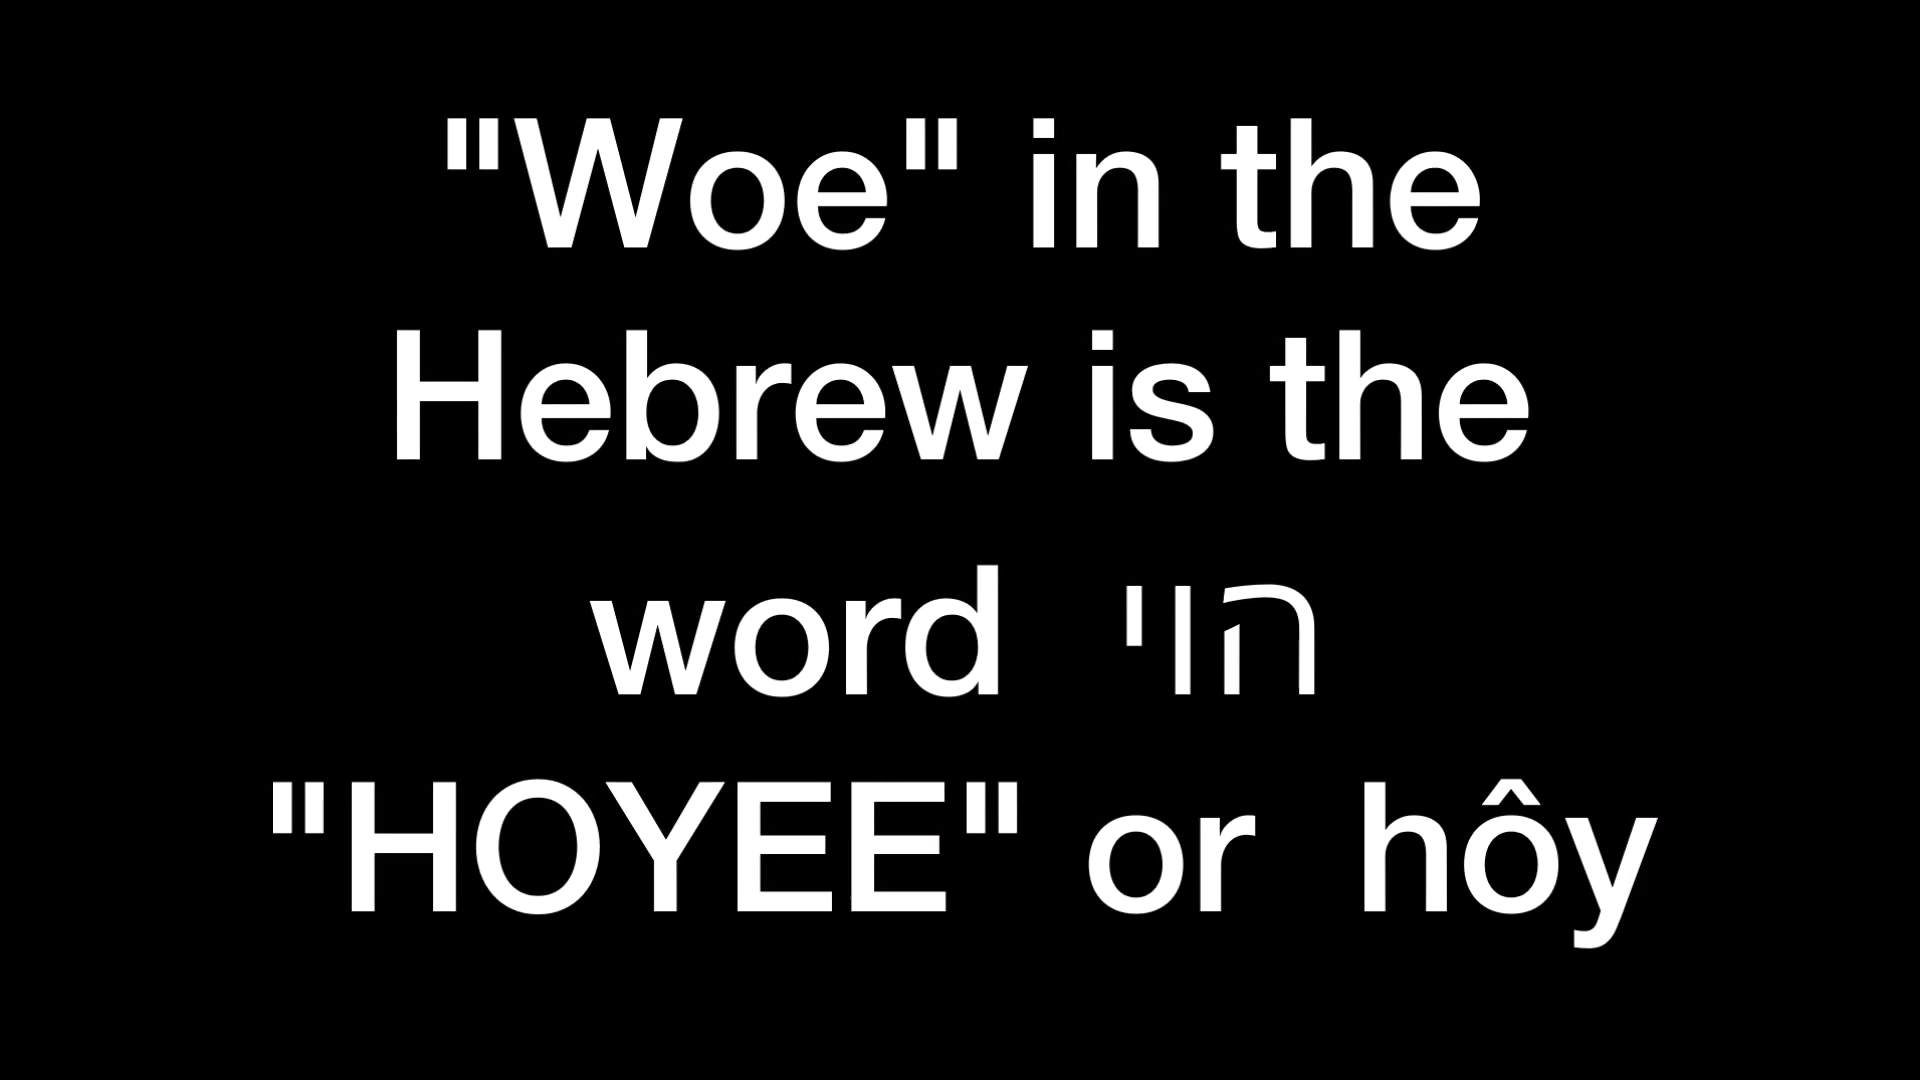 "Woe" in the
Hebrew is the
word הוי
"HOYEE" or hôy